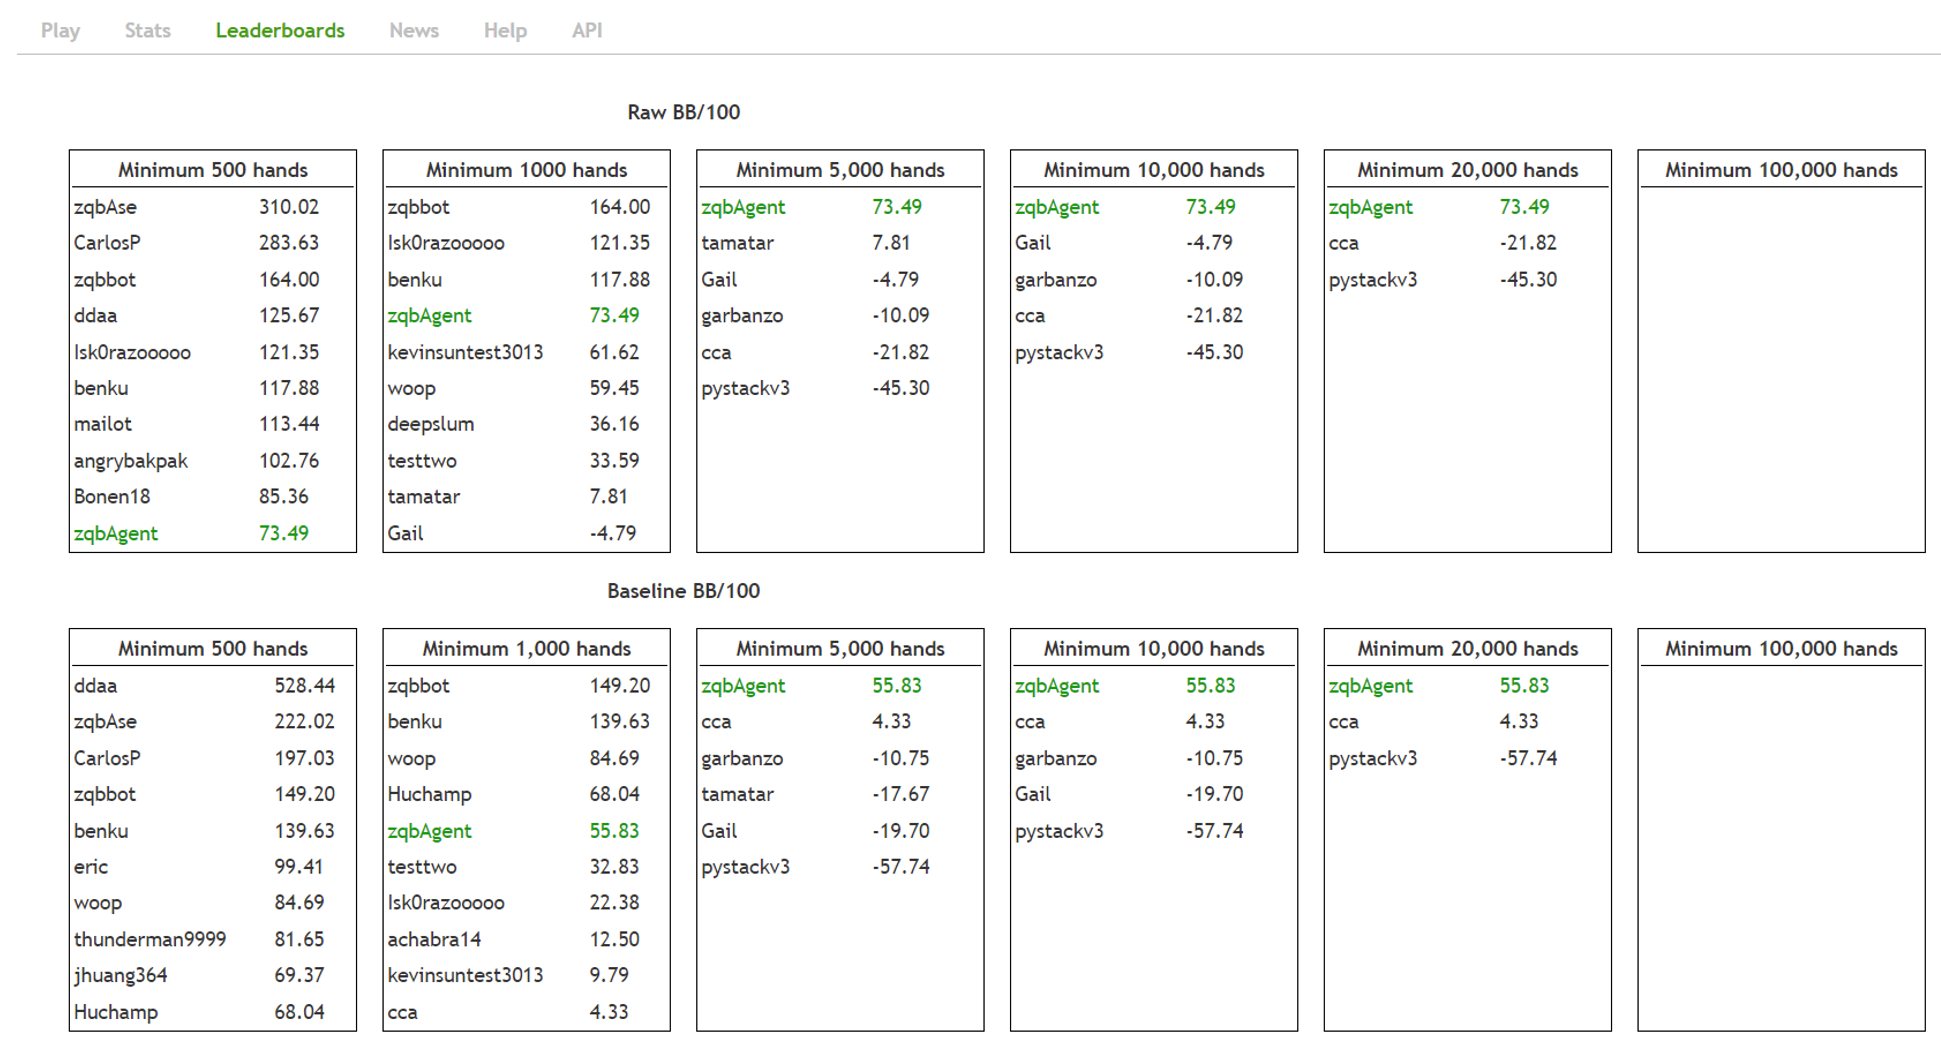 Play Stats Leaderboards News Help API
Raw BB/100
Minimum 500 hands
zqbAse 310.02
CarlosP 283.63
zqbbot 164.00
ddaa 125.67
lsk0razooooo 121.35
benku 117.88
mailot 113.44
angrybakpak 102.76
Bonen18 85.36
zqbAgent 73.49
Minimum 1000 hands
zqbbot 164.00
lsk0razooooo 121.35
benku 117.88
zqbAgent 73.49
kevinsuntest3013 61.62
woop 59.45
deepslum 36.16
testtwo 33.59
tamatar 7.81
Gail -4.79
Minimum 5,000 hands
zqbAgent 73.49
tamatar 7.81
Gail -4.79
garbanzo -10.09
cca -21.82
pystackv3 -45.30
Minimum 10,000 hands
zqbAgent 73.49
Gail -4.79
garbanzo -10.09
cca -21.82
pystackv3 -45.30
Minimum 20,000 hands
zqbAgent 73.49
cca -21.82
pystackv3 -45.30
Minimum 100,000 hands
Baseline BB/100
Minimum 500 hands
ddaa 528.44
zqbAse 222.02
CarlosP 197.03
zqbbot 149.20
benku 139.63
eric 99.41
woop 84.69
thunderman9999 81.65
jhuang364 69.37
Huchamp 68.04
Minimum 1,000 hands
zqbbot 149.20
benku 139.63
woop 84.69
Huchamp 68.04
zqbAgent 55.83
testtwo 32.83
lsk0razooooo 22.38
achabra14 12.50
kevinsuntest3013 9.79
cca 4.33
Minimum 5,000 hands
zqbAgent 55.83
cca 4.33
garbanzo -10.75
tamatar -17.67
Gail -19.70
pystackv3 -57.74
Minimum 10,000 hands
zqbAgent 55.83
cca 4.33
garbanzo -10.75
Gail -19.70
pystackv3 -57.74
Minimum 20,000 hands
zqbAgent 55.83
cca 4.33
pystackv3 -57.74
Minimum 100,000 hands